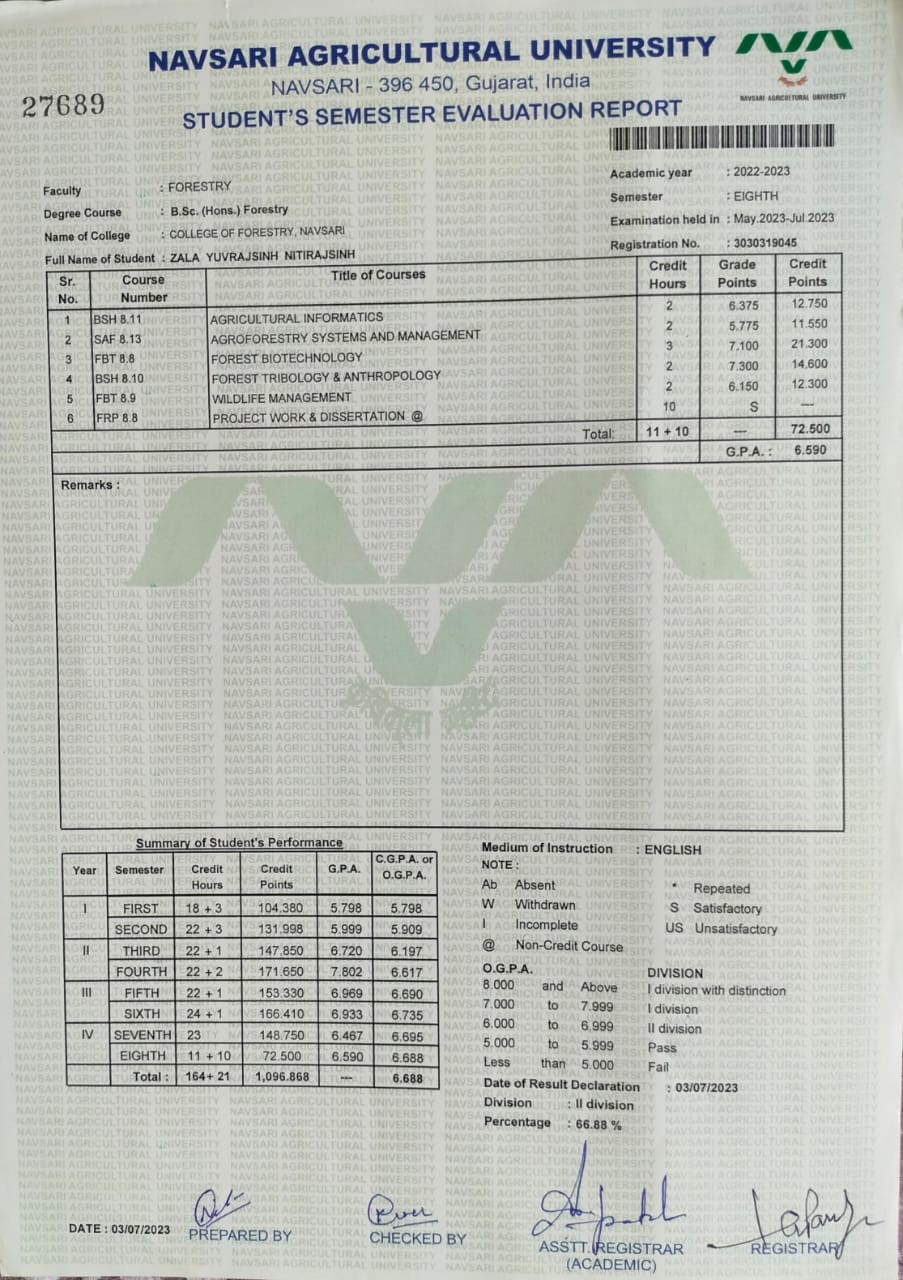 NAVSARI AGRICULTURAL UNIVERSITY
NAVSARI - 396 450, Gujarat, India
27689
STUDENT'S SEMESTER EVALUATION REPORT
NAVSARI AGRICULTURAL UNIVERSITY
Academic year : 2022-2023
Faculty : FORESTRY
Semester : EIGHTH
Degree Course : B.Sc. (Hons.) Forestry
Examination held in : May.2023-Jul.2023
Name of College : COLLEGE OF FORESTRY, NAVSARI
Registration No. : 3030319045
Full Name of Student : ZALA YUVRAJSINH NITIRAJSINH
Sr. No. Course Number Title of Courses Credit Hours Grade Points Credit Points
1 BSH 8.11 AGRICULTURAL INFORMATICS 2 6.375 12.750
2 SAF 8.13 AGROFORESTRY SYSTEMS AND MANAGEMENT 2 5.775 11.550
3 FBT 8.8 FOREST BIOTECHNOLOGY 3 7.100 21.300
4 BSH 8.10 FOREST TRIBOLOGY & ANTHROPOLOGY 2 7.300 14.600
5 FBT 8.9 WILDLIFE MANAGEMENT 2 6.150 12.300
6 FRP 8.8 PROJECT WORK & DISSERTATION @ 10 S ---
Total: 11 + 10 --- 72.500
G.P.A. : 6.590
Remarks :
Summary of Student's Performance
Year Semester Credit Hours Credit Points G.P.A. C.G.P.A. or O.G.P.A.
I FIRST 18 + 3 104.380 5.798 5.798
SECOND 22 + 3 131.998 5.999 5.909
II THIRD 22 + 1 147.850 6.720 6.197
FOURTH 22 + 2 171.650 7.802 6.617
III FIFTH 22 + 1 153.330 6.969 6.690
SIXTH 24 + 1 166.410 6.933 6.735
IV SEVENTH 23 148.750 6.467 6.695
EIGHTH 11 + 10 72.500 6.590 6.688
Total : 164+ 21 1,096.868 --- 6.688
Medium of Instruction : ENGLISH
NOTE :
Ab Absent * Repeated
W Withdrawn S Satisfactory
I Incomplete US Unsatisfactory
@ Non-Credit Course
O.G.P.A. DIVISION
8.000 and Above I division with distinction
7.000 to 7.999 I division
6.000 to 6.999 II division
5.000 to 5.999 Pass
Less than 5.000 Fail
Date of Result Declaration : 03/07/2023
Division : II division
Percentage : 66.88 %
DATE : 03/07/2023
PREPARED BY
CHECKED BY
ASSTT. REGISTRAR
(ACADEMIC)
REGISTRAR